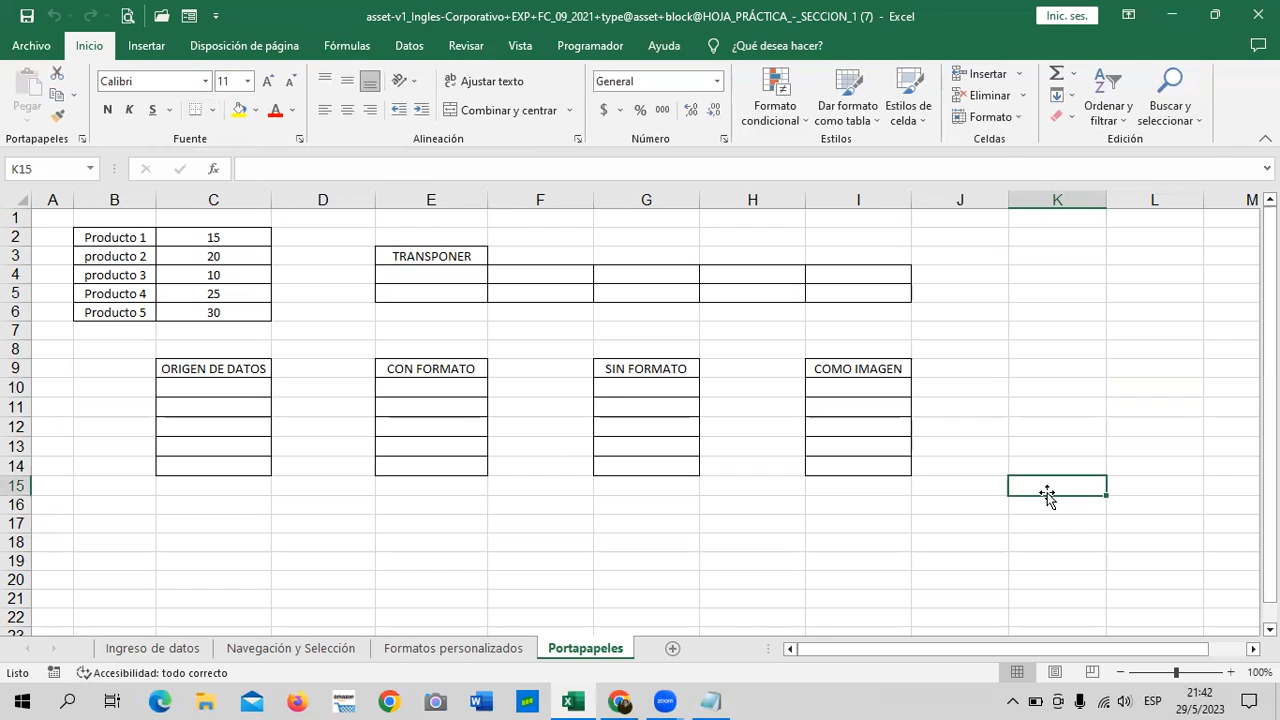 asset-v1_Ingles-Corporativo+EXP+FC_09_2021+type@asset+block@HOJA_PRÁCTICA_-_SECCION_1 (7) - Excel
Inic. ses.
Archivo Inicio Insertar Disposición de página Fórmulas Datos Revisar Vista Programador Ayuda ¿Qué desea hacer?
Pegar
Calibri 11
Ajustar texto
General
Formato condicional
Dar formato como tabla
Estilos de celda
Insertar
Eliminar
Formato
Ordenar y filtrar
Buscar y seleccionar
N K S
Combinar y centrar
$ % 000
Portapapeles Fuente Alineación Número Estilos Celdas Edición
K15 fx
A B C D E F G H I J K L M
1
2 Producto 1 15
3 producto 2 20 TRANSPONER
4 producto 3 10
5 Producto 4 25
6 Producto 5 30
7
8
9 ORIGEN DE DATOS CON FORMATO SIN FORMATO COMO IMAGEN
10
11
12
13
14
15
16
17
18
19
20
21
22
23
Ingreso de datos Navegación y Selección Formatos personalizados Portapapeles
Listo Accesibilidad: todo correcto 100%
amazon zoom ESP 21:42
29/5/2023